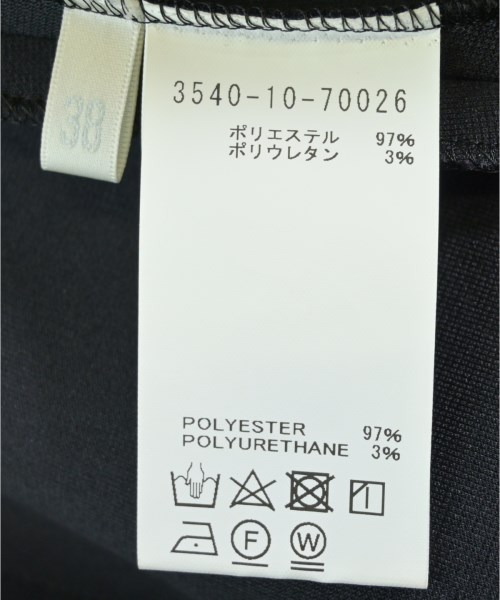 38
3540-10-70026
ポリエステル 97%
ポリウレタン 3%
POLYESTER 97%
POLYURETHANE 3%
F W